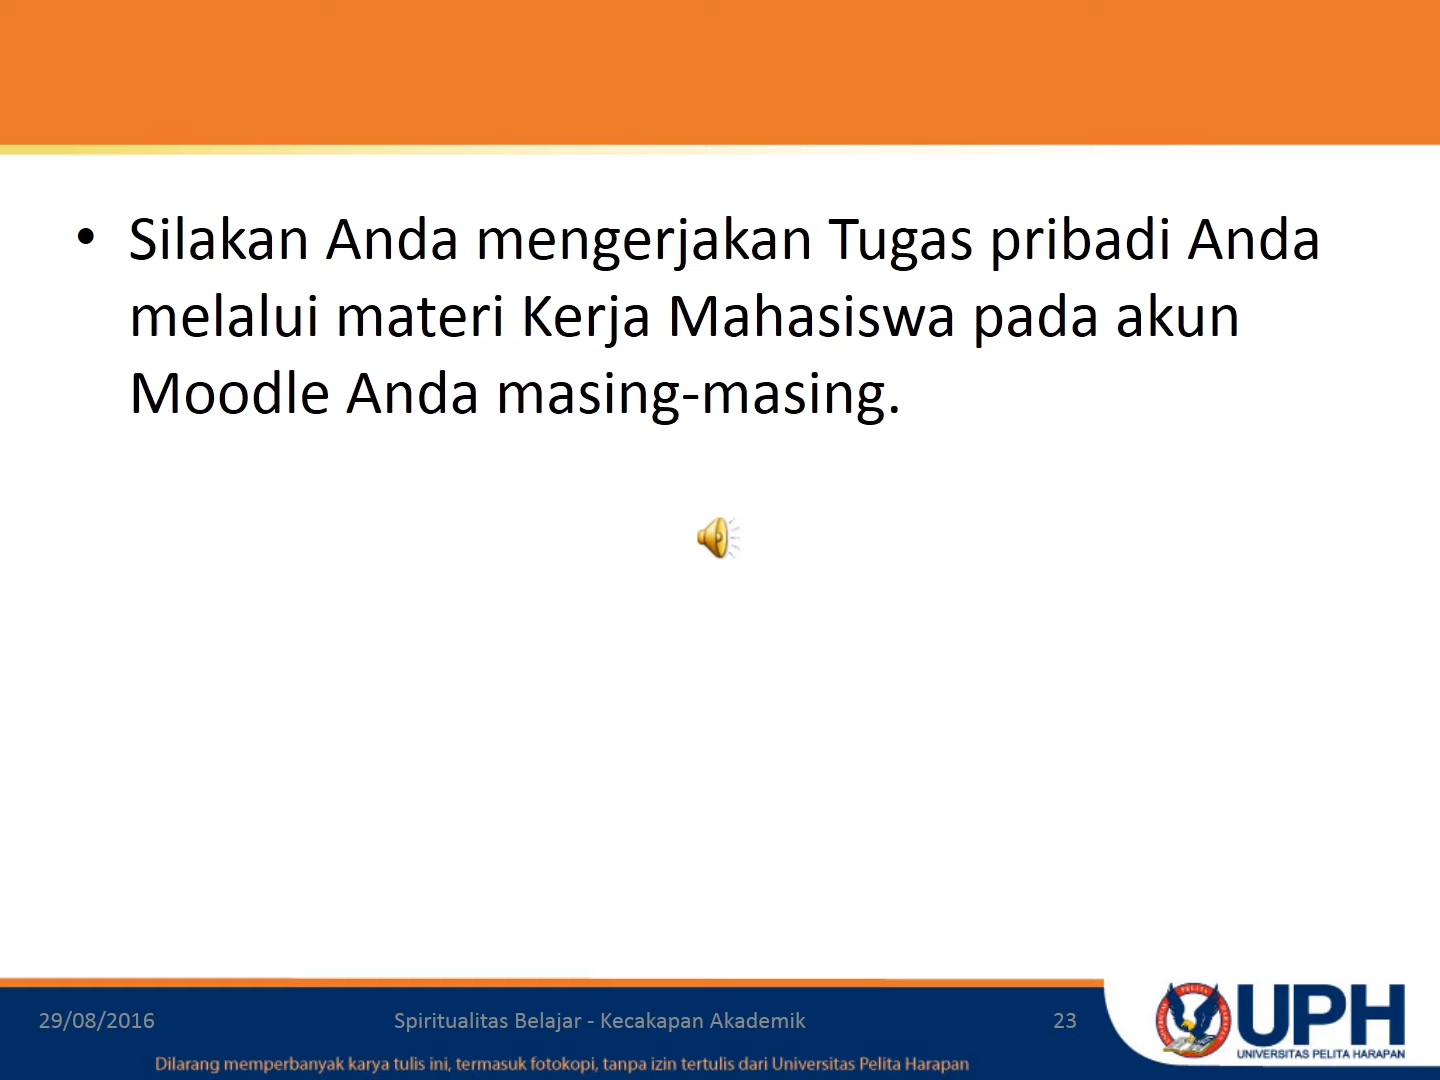 • Silakan Anda mengerjakan Tugas pribadi Anda
melalui materi Kerja Mahasiswa pada akun
Moodle Anda masing-masing.
29/08/2016
Spiritualitas Belajar - Kecakapan Akademik
23
UPH
UNIVERSITAS PELITA HARAPAN
Dilarang memperbanyak karya tulis ini, termasuk fotokopi, tanpa izin tertulis dari Universitas Pelita Harapan